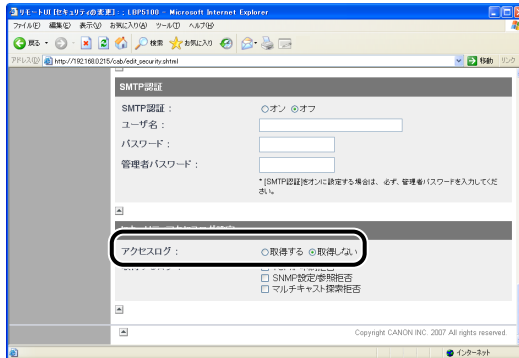 リモートUI [セキュリティの変更] : : LBP5100 - Microsoft Internet Explorer
ファイル(F) 編集(E) 表示(V) お気に入り(A) ツール(T) ヘルプ(H)
戻る 検索 お気に入り
アドレス(D) http://192.168.0.215/cab/edit_security.shtml 移動 リンク
SMTP認証
SMTP認証： オン オフ
ユーザ名：
パスワード：
管理者パスワード：
* [SMTP認証]をオンに設定する場合は、必ず、管理者パスワードを入力してくだ
さい。
アクセスログ： 取得する 取得しない
SNMP設定/参照拒否
マルチキャスト探索拒否
Copyright CANON INC. 2007 All rights reserved.
インターネット